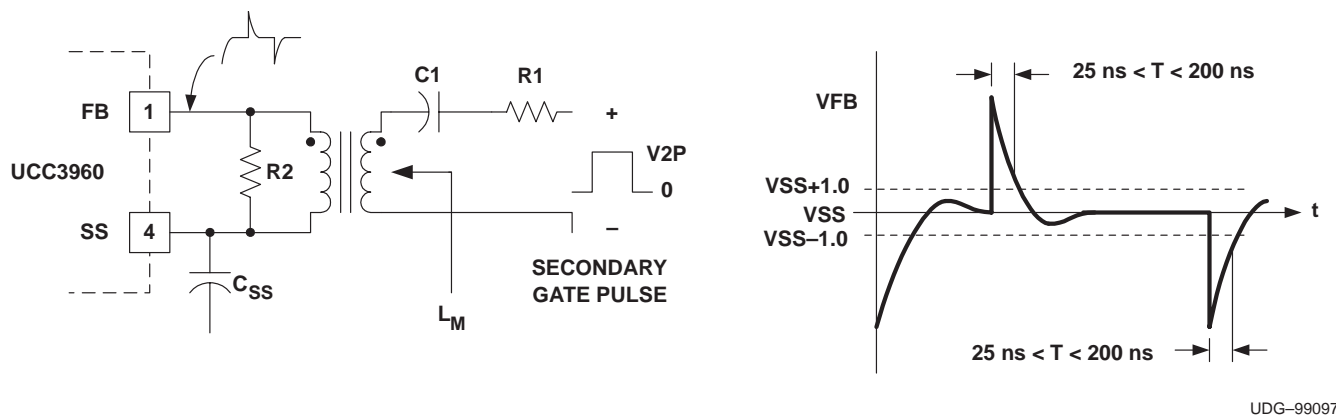 FB
1
UCC3960
SS
4
R2
C_SS
C1
R1
+
V2P
0
–
SECONDARY
GATE PULSE
L_M
25 ns < T < 200 ns
VFB
VSS+1.0
VSS
t
VSS–1.0
25 ns < T < 200 ns
UDG–99097